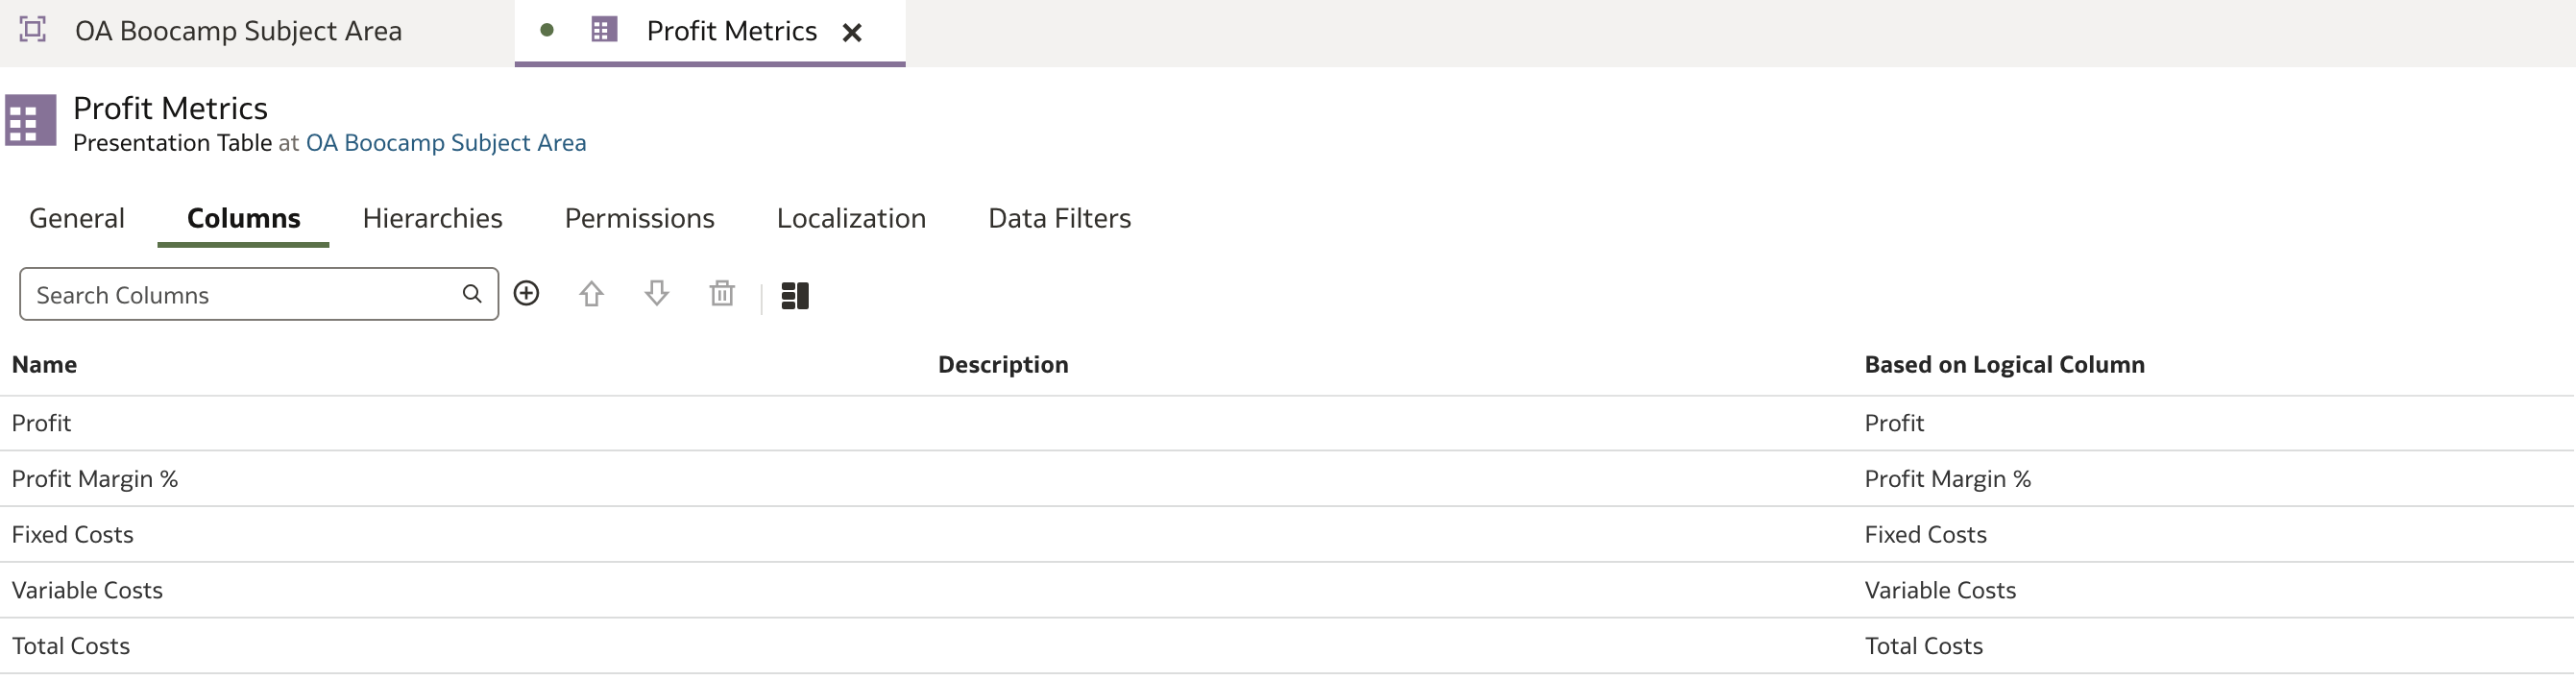 OA Boocamp Subject Area
Profit Metrics
Profit Metrics
Presentation Table at OA Boocamp Subject Area
General Columns Hierarchies Permissions Localization Data Filters
Search Columns
Name Description Based on Logical Column
Profit Profit
Profit Margin % Profit Margin %
Fixed Costs Fixed Costs
Variable Costs Variable Costs
Total Costs Total Costs